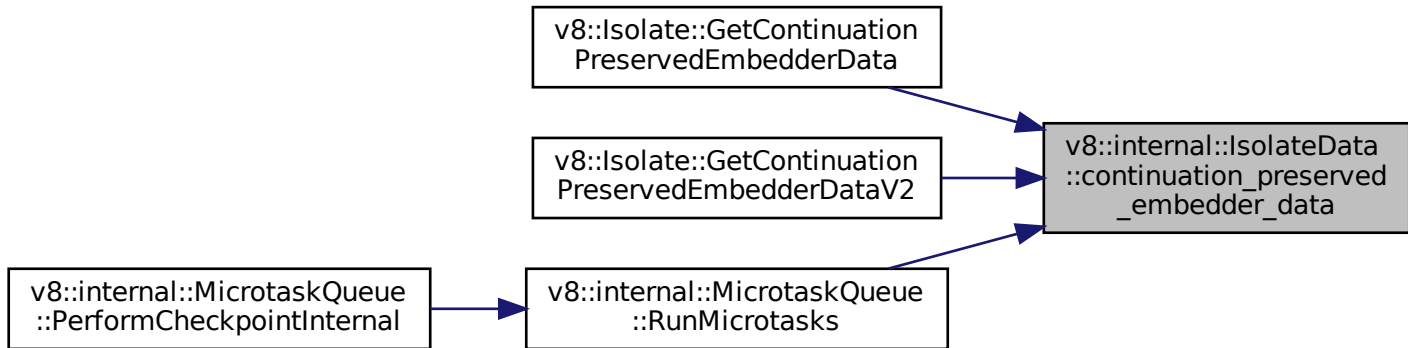 v8::Isolate::GetContinuation
PreservedEmbedderData
v8::internal::IsolateData
::continuation_preserved
_embedder_data
v8::Isolate::GetContinuation
PreservedEmbedderDataV2
v8::internal::MicrotaskQueue
::PerformCheckpointInternal
v8::internal::MicrotaskQueue
::RunMicrotasks